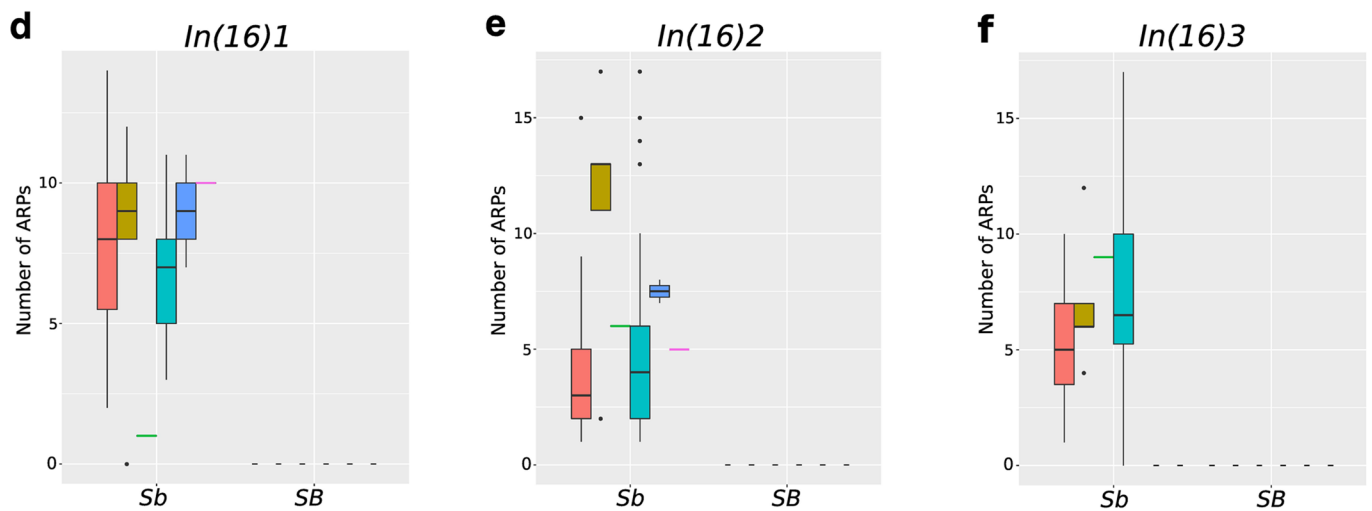 d
In(16)1
Number of ARPs
10
5
0
Sb
SB
e
In(16)2
Number of ARPs
15
10
5
0
Sb
SB
f
In(16)3
Number of ARPs
15
10
5
0
Sb
SB